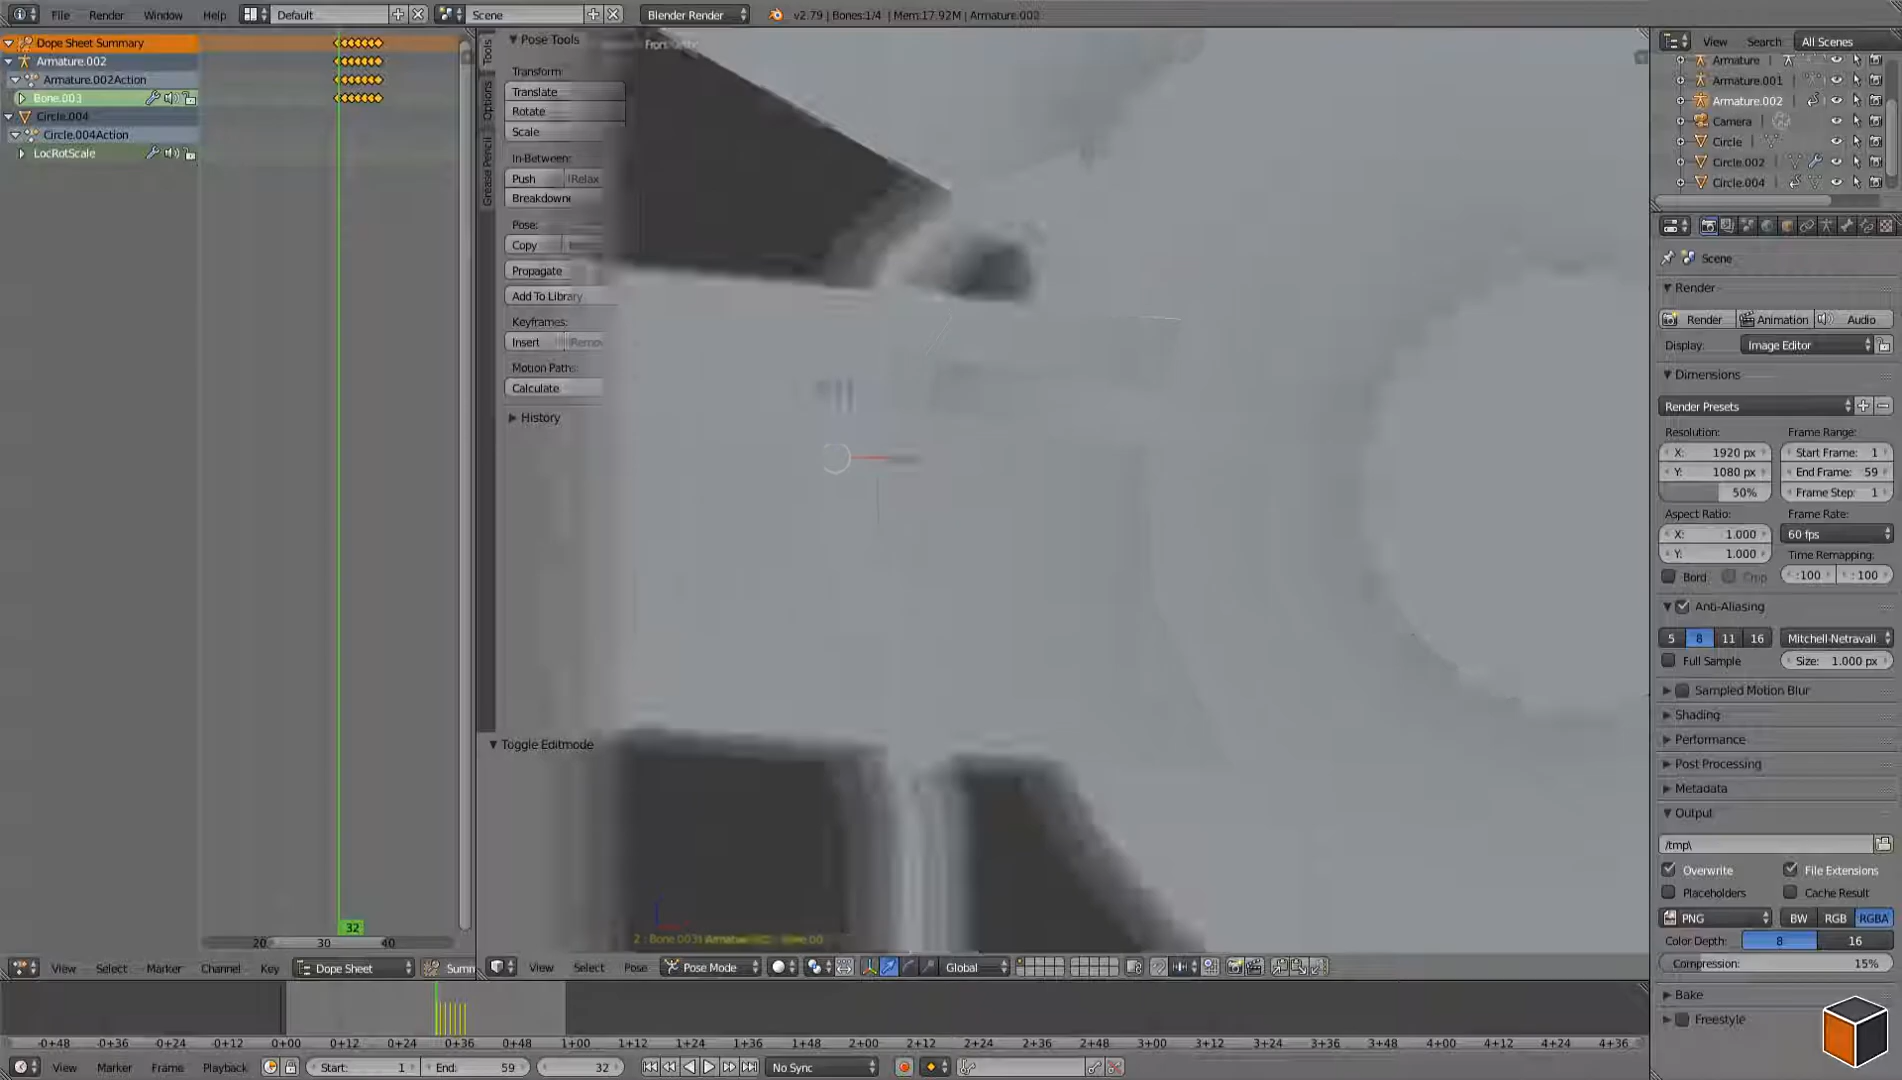 File Render Window Help Default Scene Blender Render v2.79 | Bones:1/4 | Mem:17.92M | Armature.002
Dope Sheet Summary
Armature.002
Armature.002Action
Bone.003
Circle.004
Circle.004Action
LocRotScale
20 30 40
32
View Select Marker Channel Key Dope Sheet Summ
Tools
Options
Grease Pencil
Pose Tools
Transform:
Translate
Rotate
Scale
In-Between:
Push Relax
Breakdowne
Pose:
Copy
Propagate
Add To Library
Keyframes:
Insert Remov
Motion Paths:
Calculate
History
Toggle Editmode
View Select Pose Pose Mode Global
View Search All Scenes
Armature
Armature.001
Armature.002
Camera
Circle
Circle.002
Circle.004
Scene
Render
Render Animation Audio
Display: Image Editor
Dimensions
Render Presets
Resolution: Frame Range:
X: 1920 px Start Frame: 1
Y: 1080 px End Frame: 59
50% Frame Step: 1
Aspect Ratio: Frame Rate:
X: 1.000 60 fps
Y: 1.000 Time Remapping:
Bord Crop :100 : 100
Anti-Aliasing
5 8 11 16 Mitchell-Netravali
Full Sample Size: 1.000 px
Sampled Motion Blur
Shading
Performance
Post Processing
Metadata
Output
/tmp\
Overwrite File Extensions
Placeholders Cache Result
PNG BW RGB RGBA
Color Depth: 8 16
Compression: 15%
Bake
Freestyle
-0+48 -0+36 -0+24 -0+12 0+00 0+12 0+24 0+36 0+48 1+00 1+12 1+24 1+36 1+48 2+00 2+12 2+24 2+36 2+48 3+00 3+12 3+24 3+36 3+48 4+00 4+12 4+24 4+36
View Marker Frame Playback Start: 1 End: 59 32 No Sync